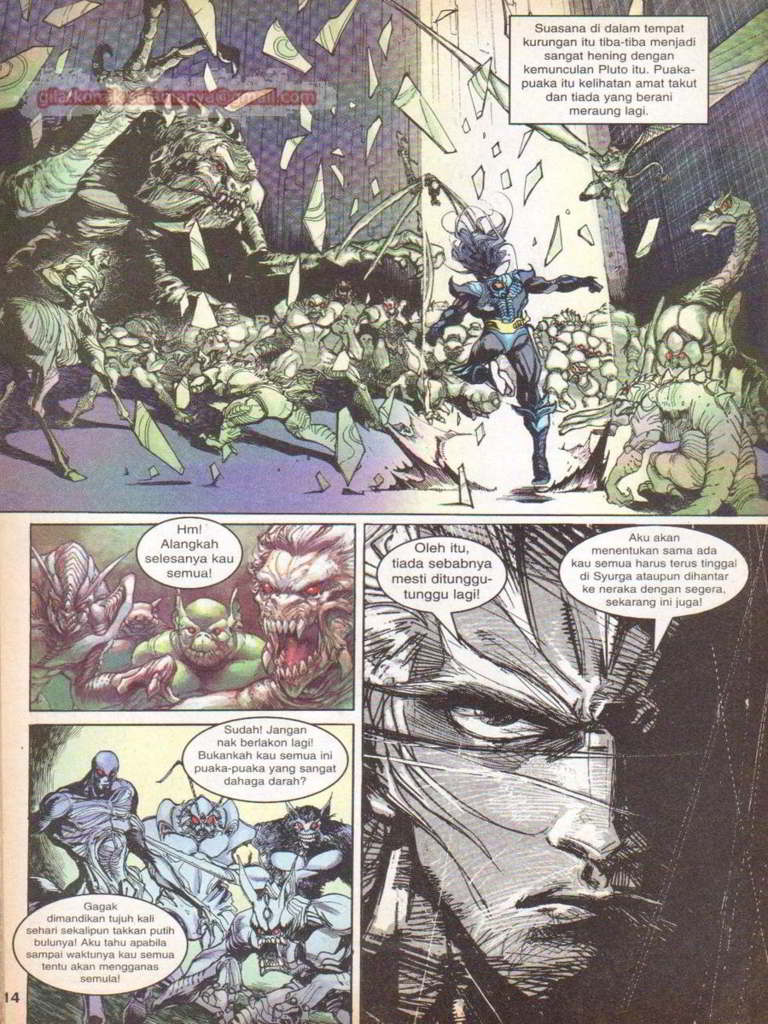 Suasana di dalam tempat
kurungan itu tiba-tiba menjadi
sangat hening dengan
kemunculan Pluto itu. Puaka-
puaka itu kelihatan amat takut
dan tiada yang berani
meraung lagi.
Hm!
Alangkah
selesanya kau
semua!
Oleh itu,
tiada sebabnya
mesti ditunggu-
tunggu lagi!
Aku akan
menentukan sama ada
kau semua harus terus tinggal
di Syurga ataupun dihantar
ke neraka dengan segera,
sekarang ini juga!
Sudah! Jangan
nak berlakon lagi!
Bukankah kau semua ini
puaka-puaka yang sangat
dahaga darah?
Gagak
dimandikan tujuh kali
sehari sekalipun takkan putih
bulunya! Aku tahu apabila
sampai waktunya kau semua
tentu akan mengganas
semula!
14